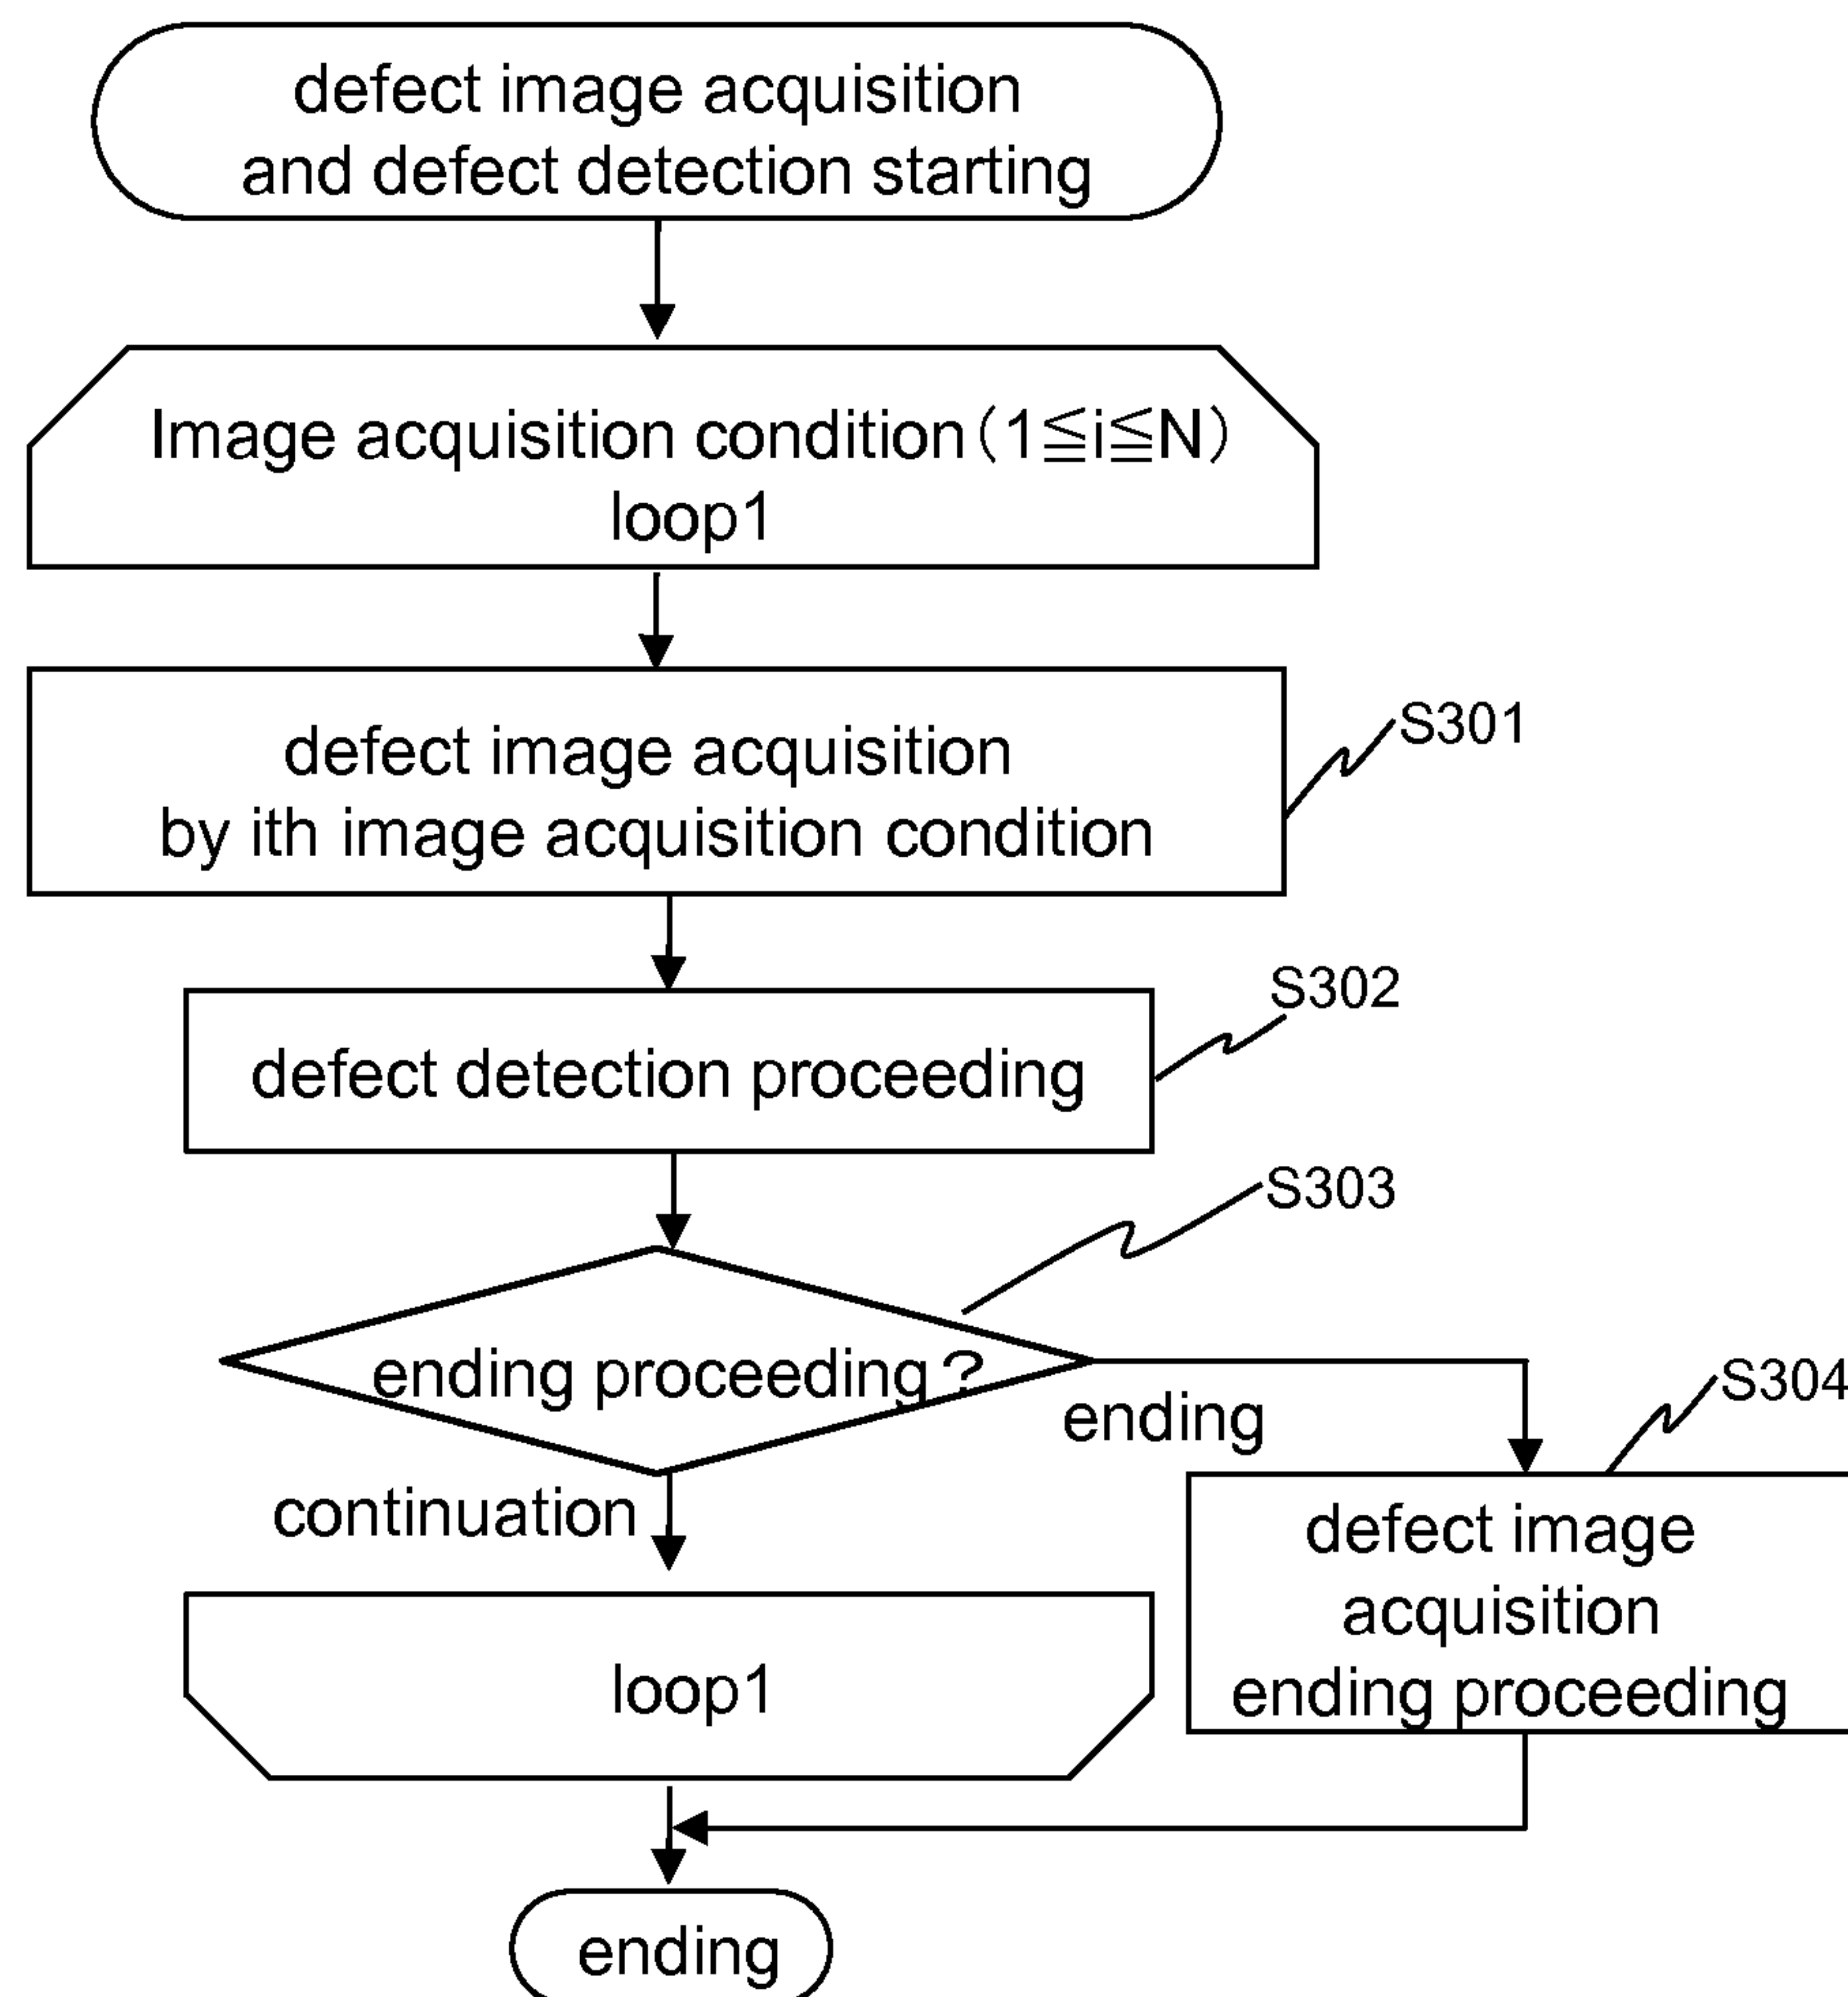 defect image acquisition
and defect detection starting
Image acquisition condition(1≦i≦N)
loop1
defect image acquisition
by ith image acquisition condition
S301
defect detection proceeding
S302
ending proceeding?
S303
ending
continuation
S304
defect image
acquisition
ending proceeding
loop1
ending